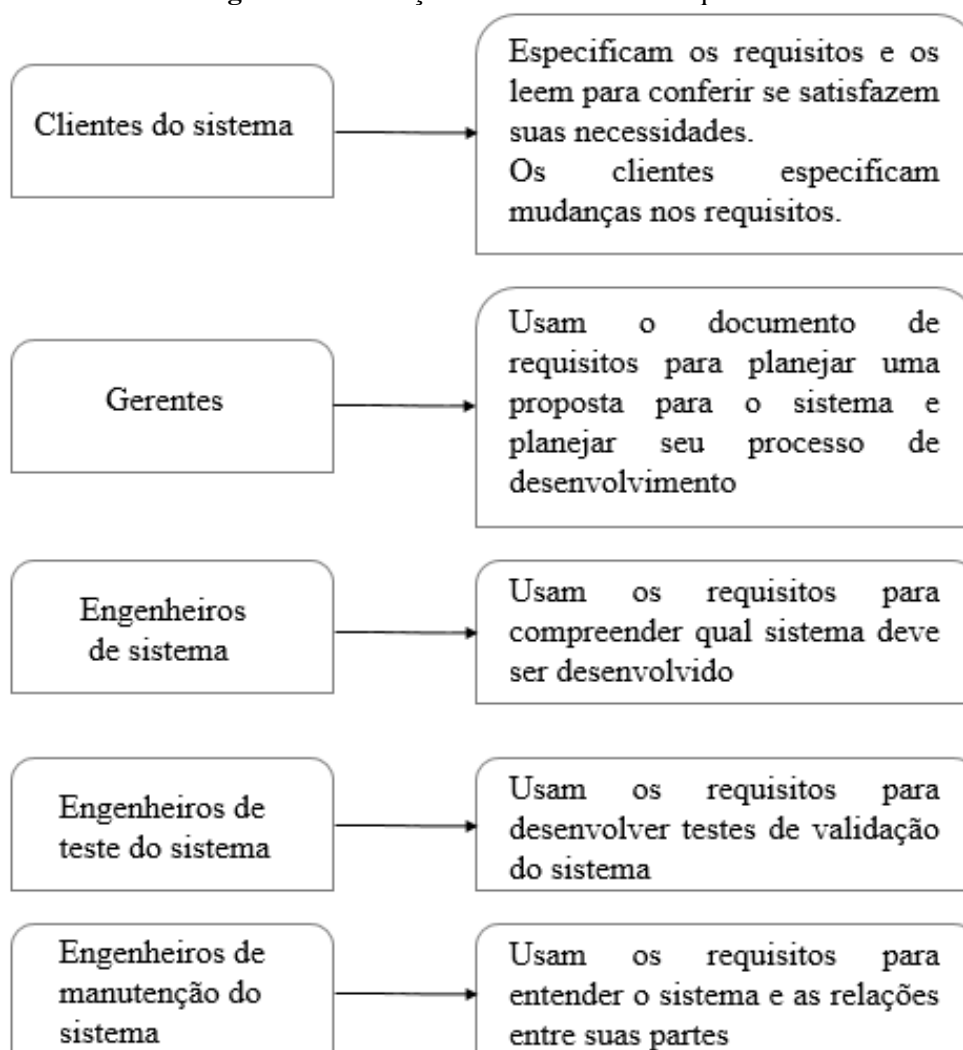 Clientes do sistema
Especificam os requisitos e os
leem para conferir se satisfazem
suas necessidades.
Os clientes especificam
mudanças nos requisitos.
Gerentes
Usam o documento de
requisitos para planejar uma
proposta para o sistema e
planejar seu processo de
desenvolvimento
Engenheiros
de sistema
Usam os requisitos para
compreender qual sistema deve
ser desenvolvido
Engenheiros de
teste do sistema
Usam os requisitos para
desenvolver testes de validação
do sistema
Engenheiros de
manutenção do
sistema
Usam os requisitos para
entender o sistema e as relações
entre suas partes